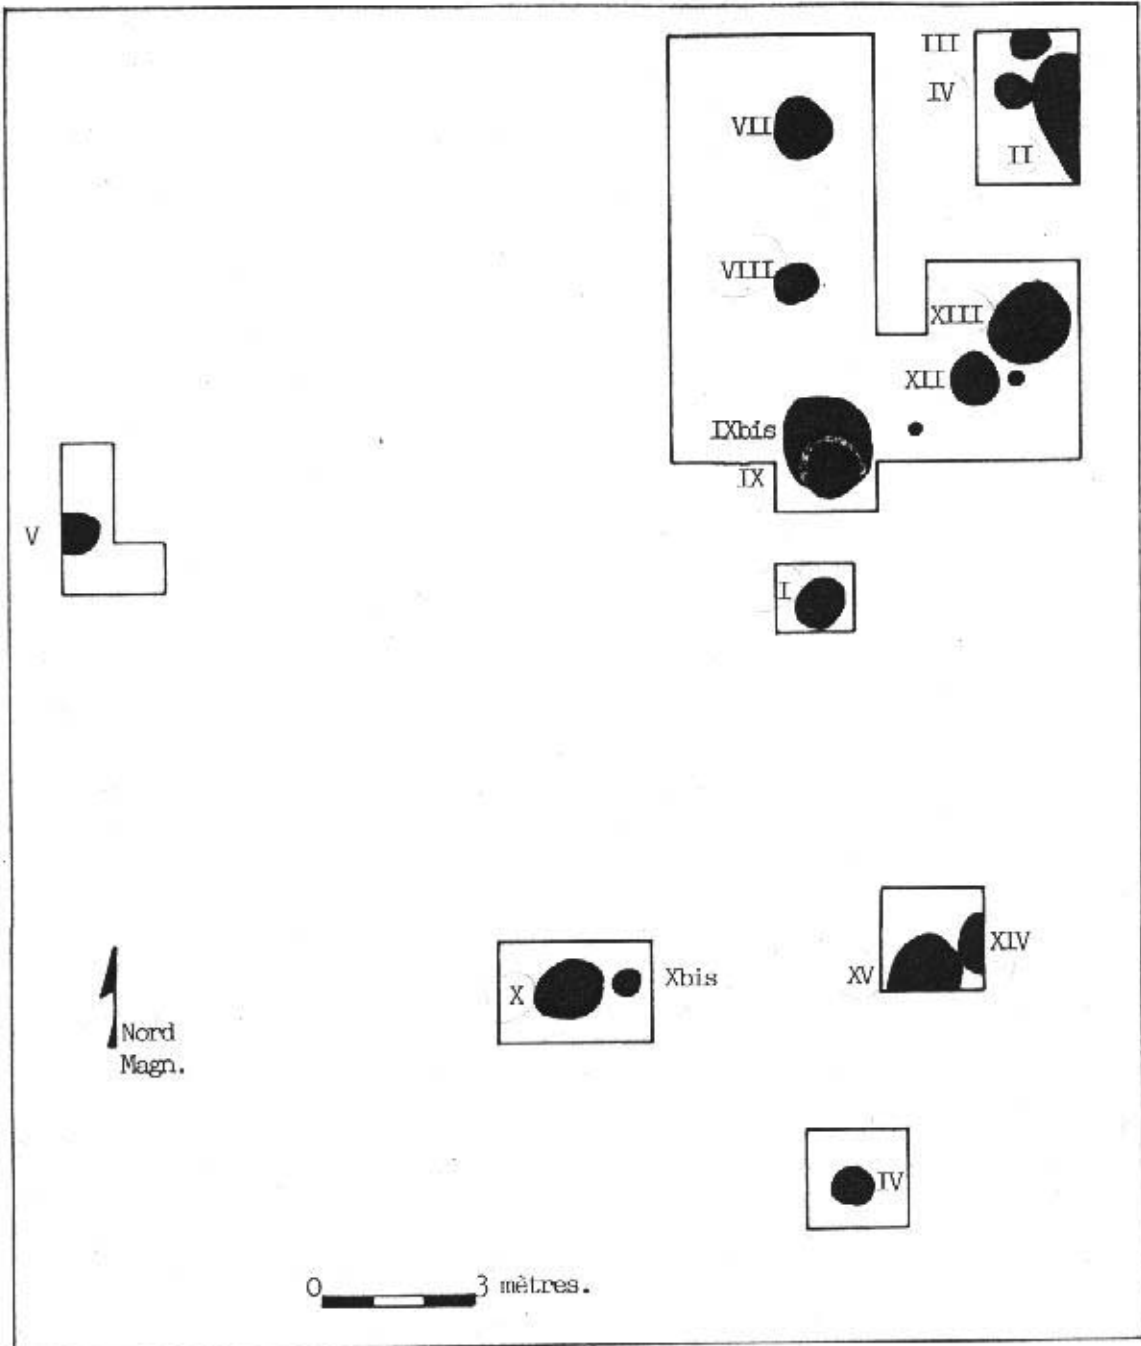 III
IV
VII
II
VIII
XIII
XII
IXbis
IX
V
I
XIV
XV
X
Xbis
Nord
Magn.
IV
0 3 mètres.